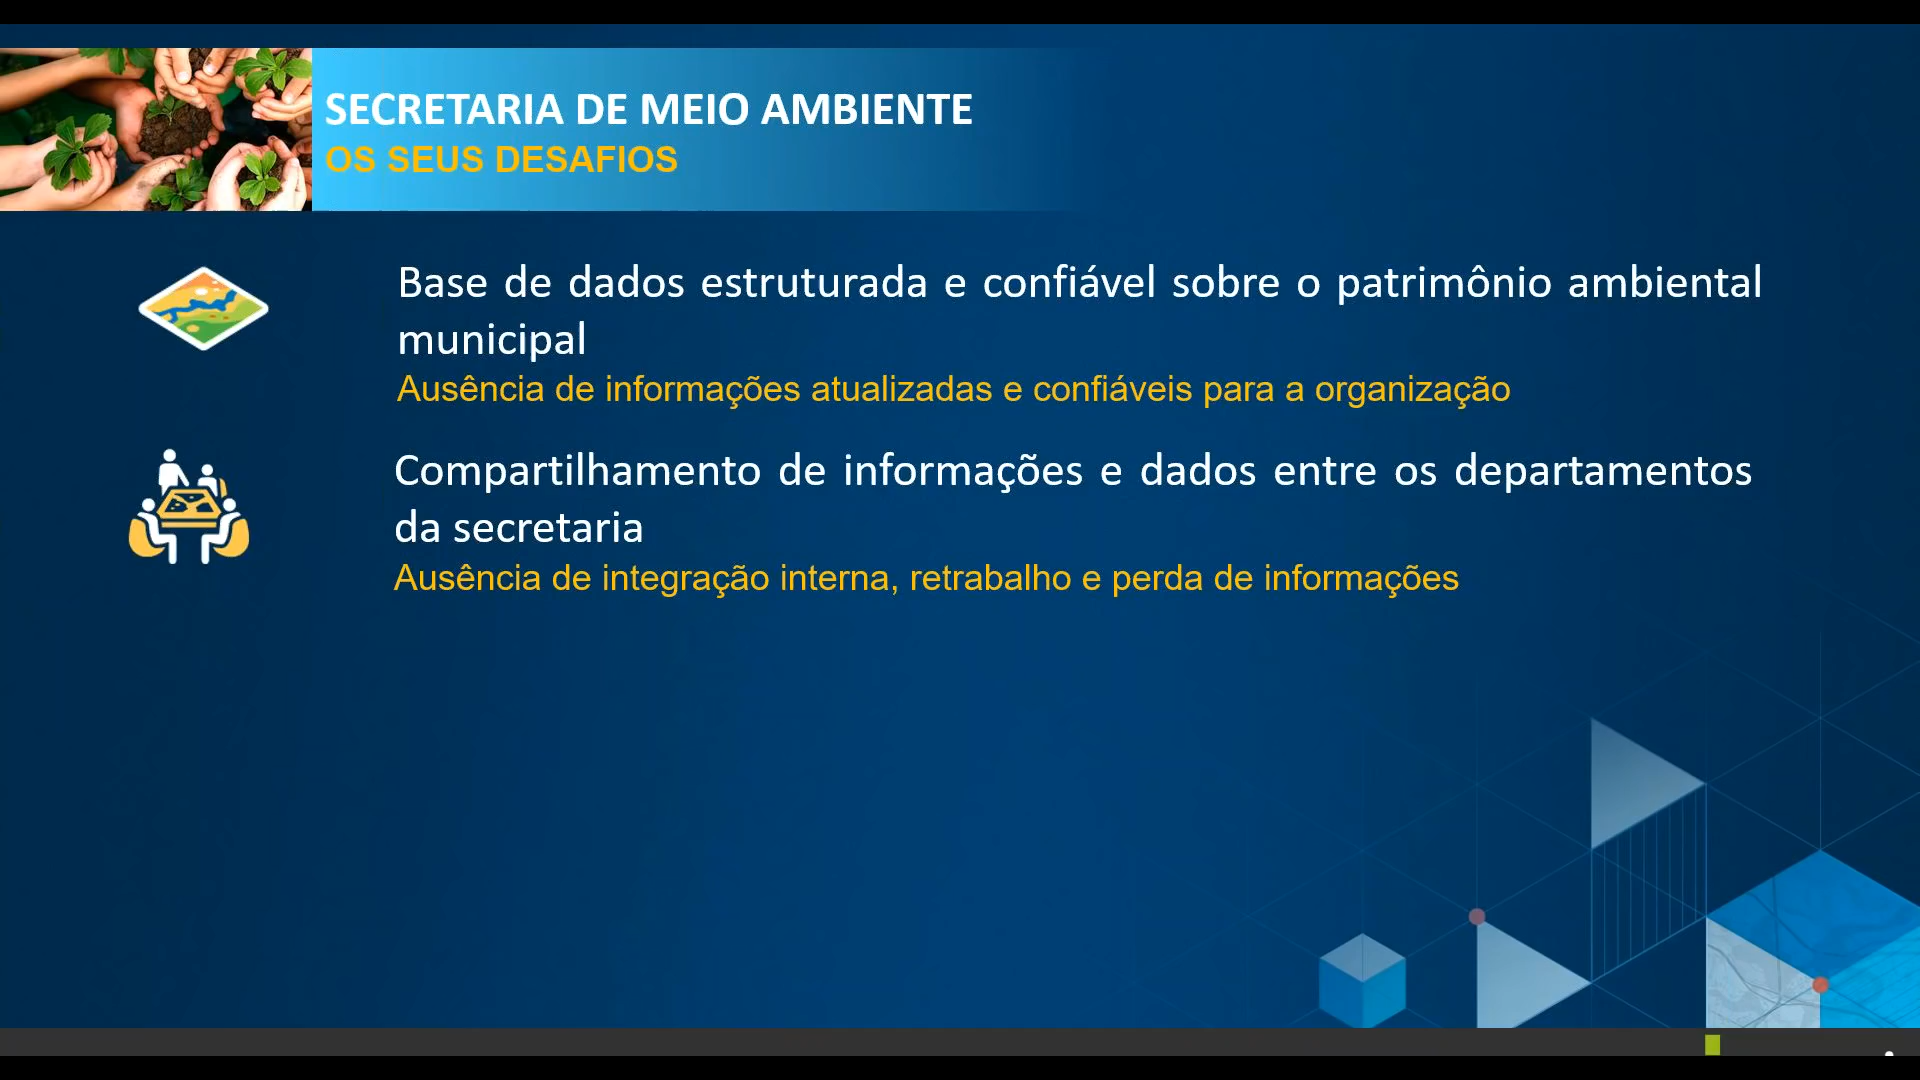 SECRETARIA DE MEIO AMBIENTE
OS SEUS DESAFIOS
Base de dados estruturada e confiável sobre o patrimônio ambiental
municipal
Ausência de informações atualizadas e confiáveis para a organização
Compartilhamento de informações e dados entre os departamentos
da secretaria
Ausência de integração interna, retrabalho e perda de informações